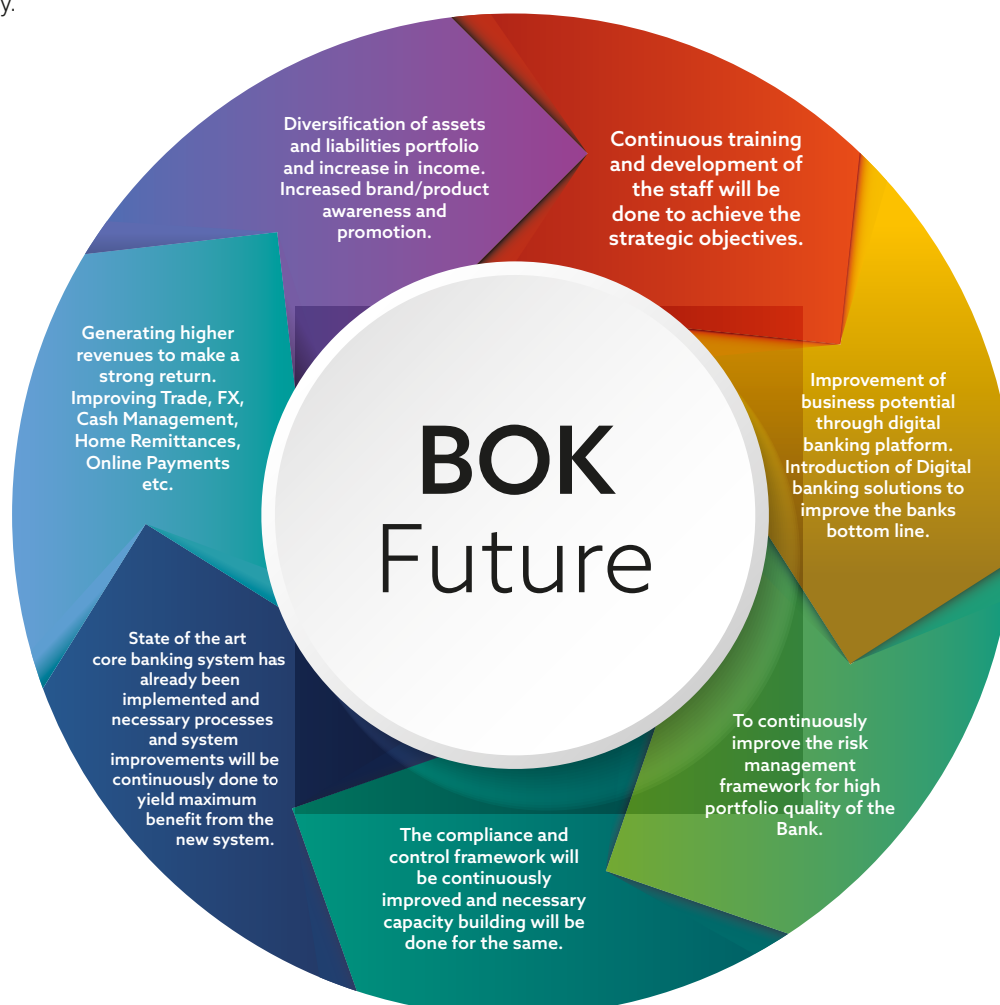 y.
Diversification of assets
and liabilities portfolio
and increase in income.
Increased brand/product
awareness and
promotion.
Continuous training
and development of
the staff will be
done to achieve the
strategic objectives.
Improvement of
business potential
through digital
banking platform.
Introduction of Digital
banking solutions to
improve the banks
bottom line.
To continuously
improve the risk
management
framework for high
portfolio quality of the
Bank.
The compliance and
control framework will
be continuously
improved and necessary
capacity building will be
done for the same.
State of the art
core banking system has
already been
implemented and
necessary processes
and system
improvements will be
continuously done to
yield maximum
benefit from the
new system.
Generating higher
revenues to make a
strong return.
Improving Trade, FX,
Cash Management,
Home Remittances,
Online Payments
etc.
BOK
Future